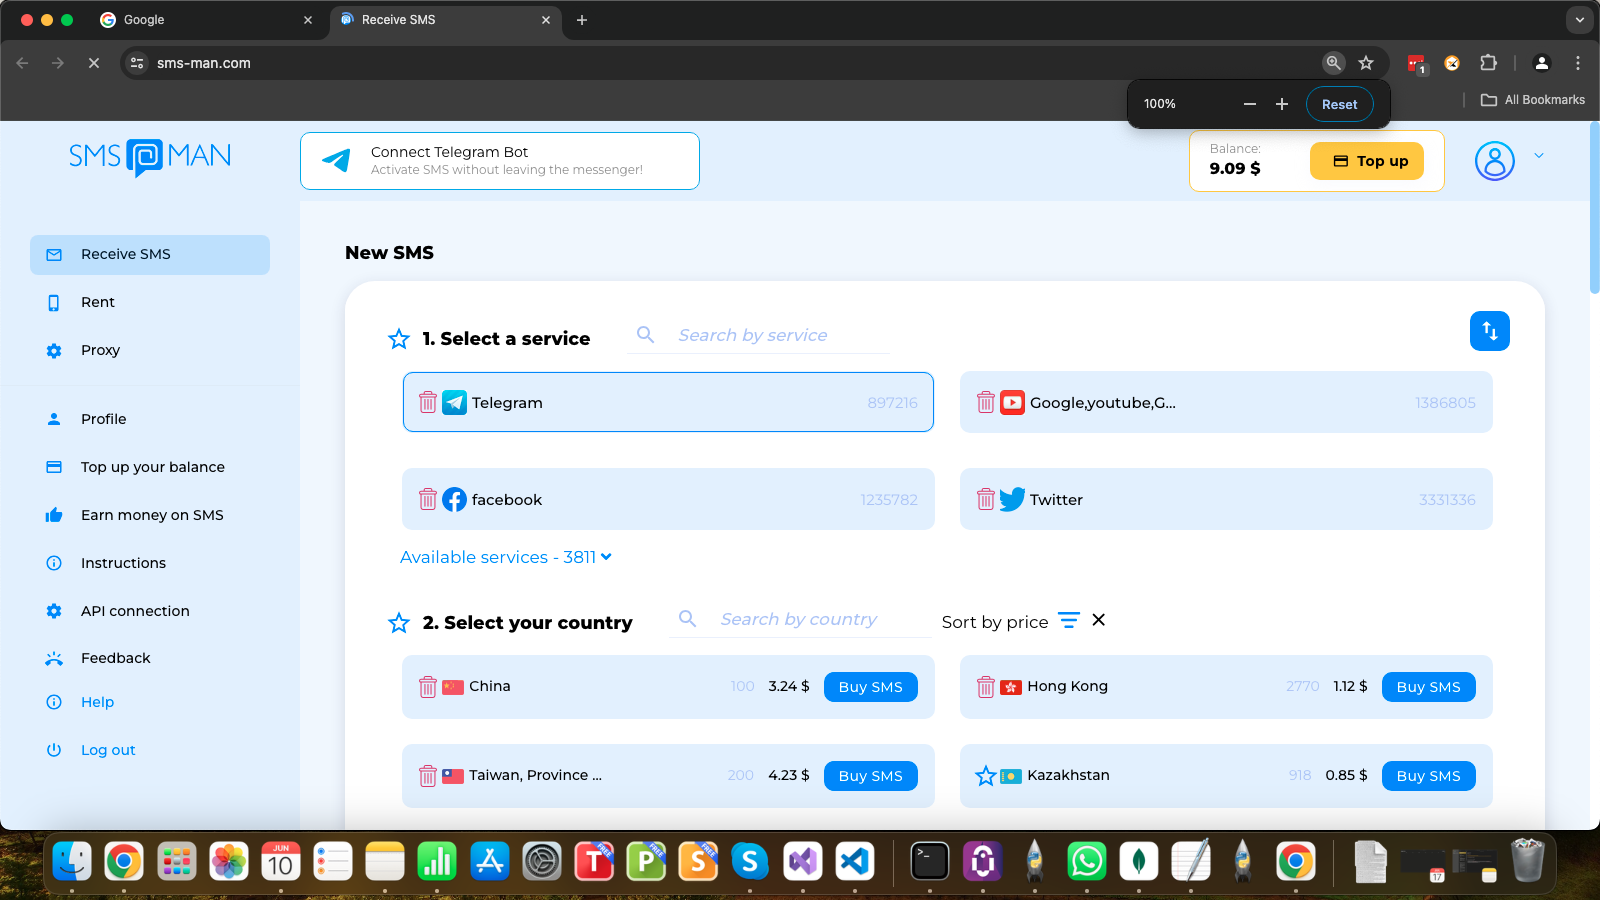 Google
Receive SMS
sms-man.com
1
100%
Reset
All Bookmarks
SMS MAN
Connect Telegram Bot
Activate SMS without leaving the messenger!
Balance:
9.09 $
Top up
Receive SMS
Rent
Proxy
Profile
Top up your balance
Earn money on SMS
Instructions
API connection
Feedback
Help
Log out
New SMS
1. Select a service
Search by service
Telegram
897216
Google,youtube,G...
1386805
facebook
1235782
Twitter
3331336
Available services - 3811
2. Select your country
Search by country
Sort by price
China
100
3.24 $
Buy SMS
Hong Kong
2770
1.12 $
Buy SMS
Taiwan, Province ...
200
4.23 $
Buy SMS
Kazakhstan
918
0.85 $
Buy SMS
JUN
10
T FREE
P FREE
S FREE
17